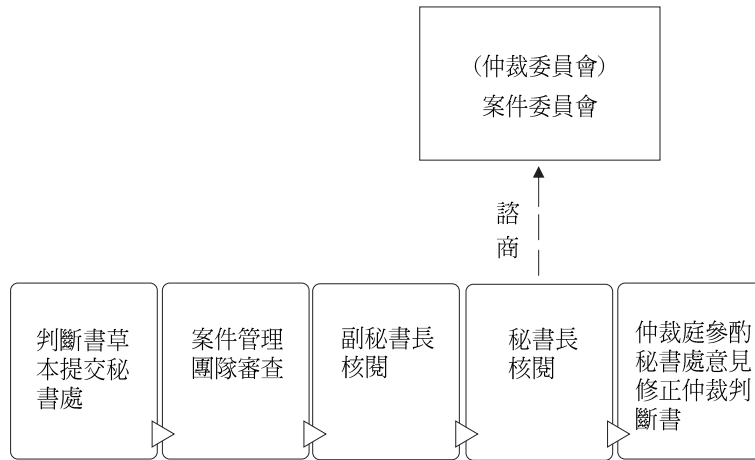 (仲裁委員會)
案件委員會
諮
商
判斷書草
本提交秘
書處
案件管理
團隊審查
副秘書長
核閱
秘書長
核閱
仲裁庭參酌
秘書處意見
修正仲裁判
斷書